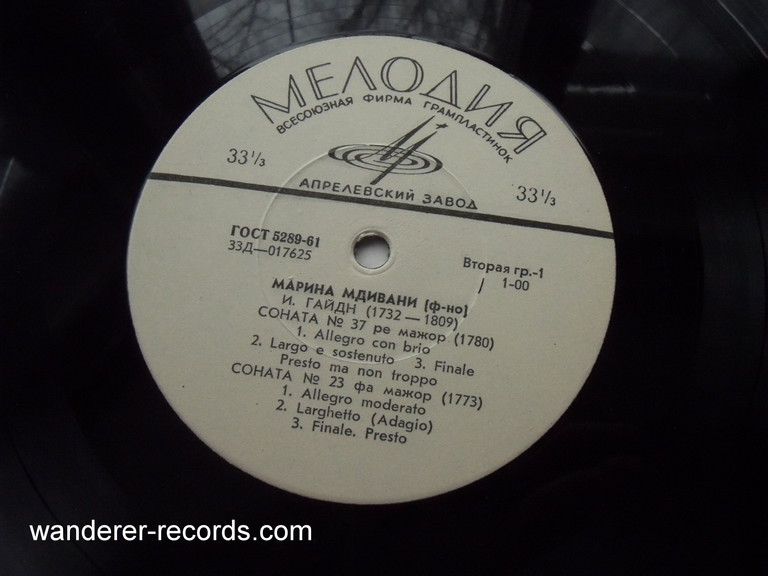 МЕЛОДИЯ
ВСЕСОЮЗНАЯ ФИРМА ГРАМПЛАСТИНОК
33⅓
33⅓
АПРЕЛЕВСКИЙ ЗАВОД
ГОСТ 5289-61
33Д—017625
Вторая гр.-1
1-00
МАРИНА МДИВАНИ (ф-но)
И. ГАЙДН (1732—1809)
СОНАТА № 37 ре мажор (1780)
1. Allegro con brio
2. Largo e sostenuto 3. Finale
Presto ma non troppo
СОНАТА № 23 фа мажор (1773)
1. Allegro moderato
2. Larghetto (Adagio)
3. Finale. Presto
wanderer-records.com